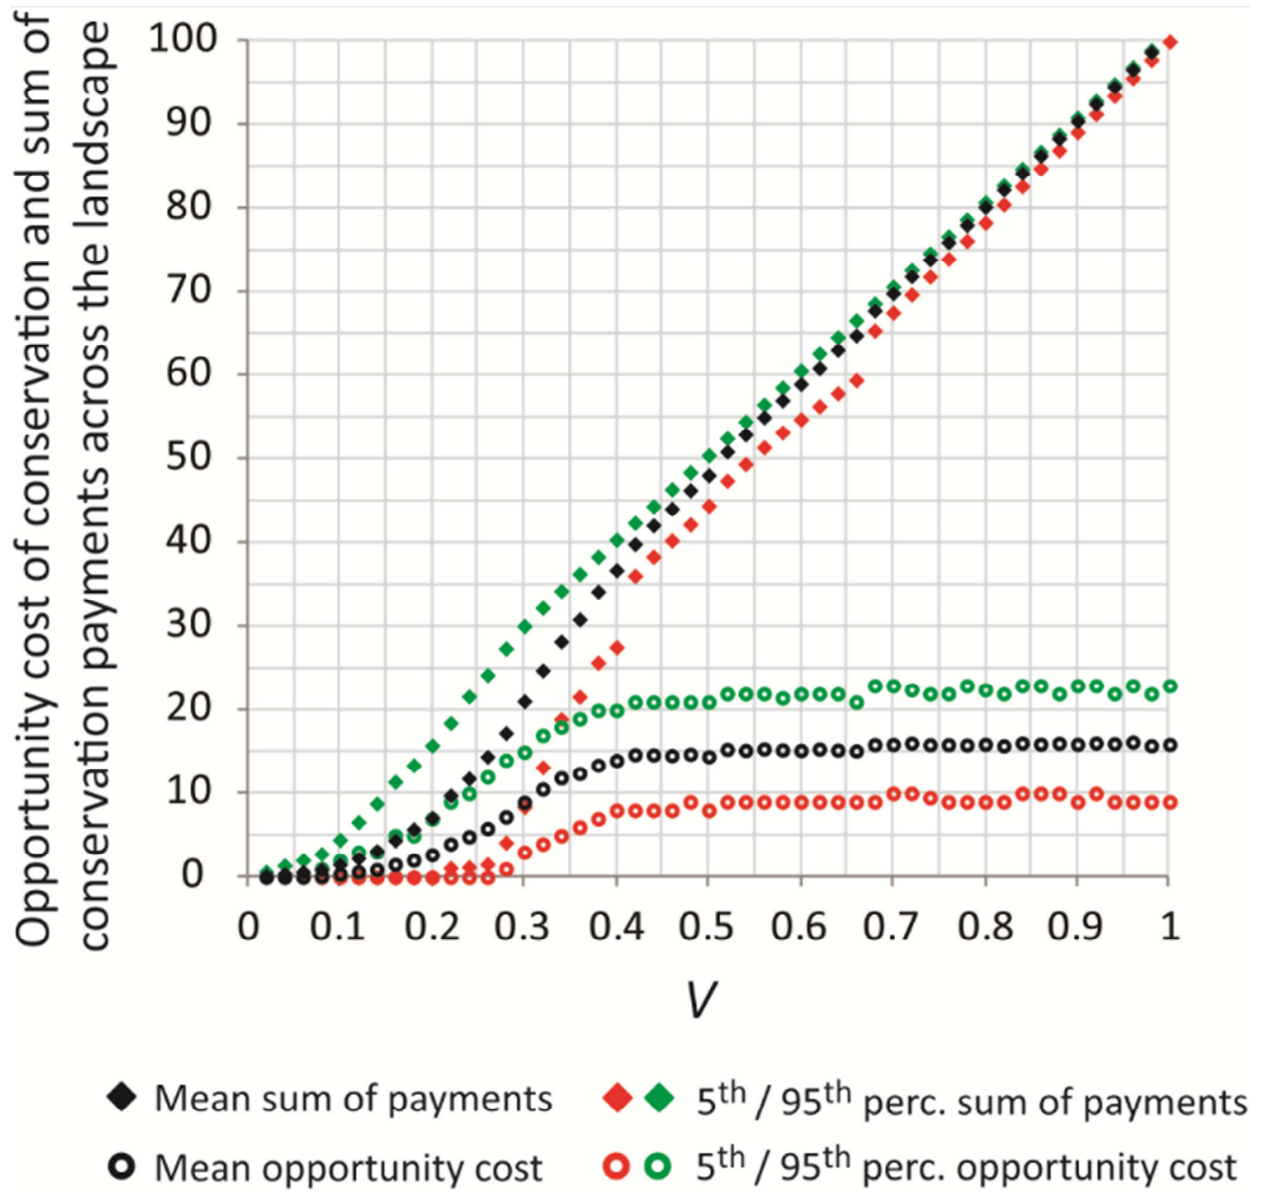 Opportunity cost of conservation and sum of
conservation payments across the landscape
100
90
80
70
60
50
40
30
20
10
0
0 0.1 0.2 0.3 0.4 0.5 0.6 0.7 0.8 0.9 1
V
Mean sum of payments
5th / 95th perc. sum of payments
Mean opportunity cost
5th / 95th perc. opportunity cost